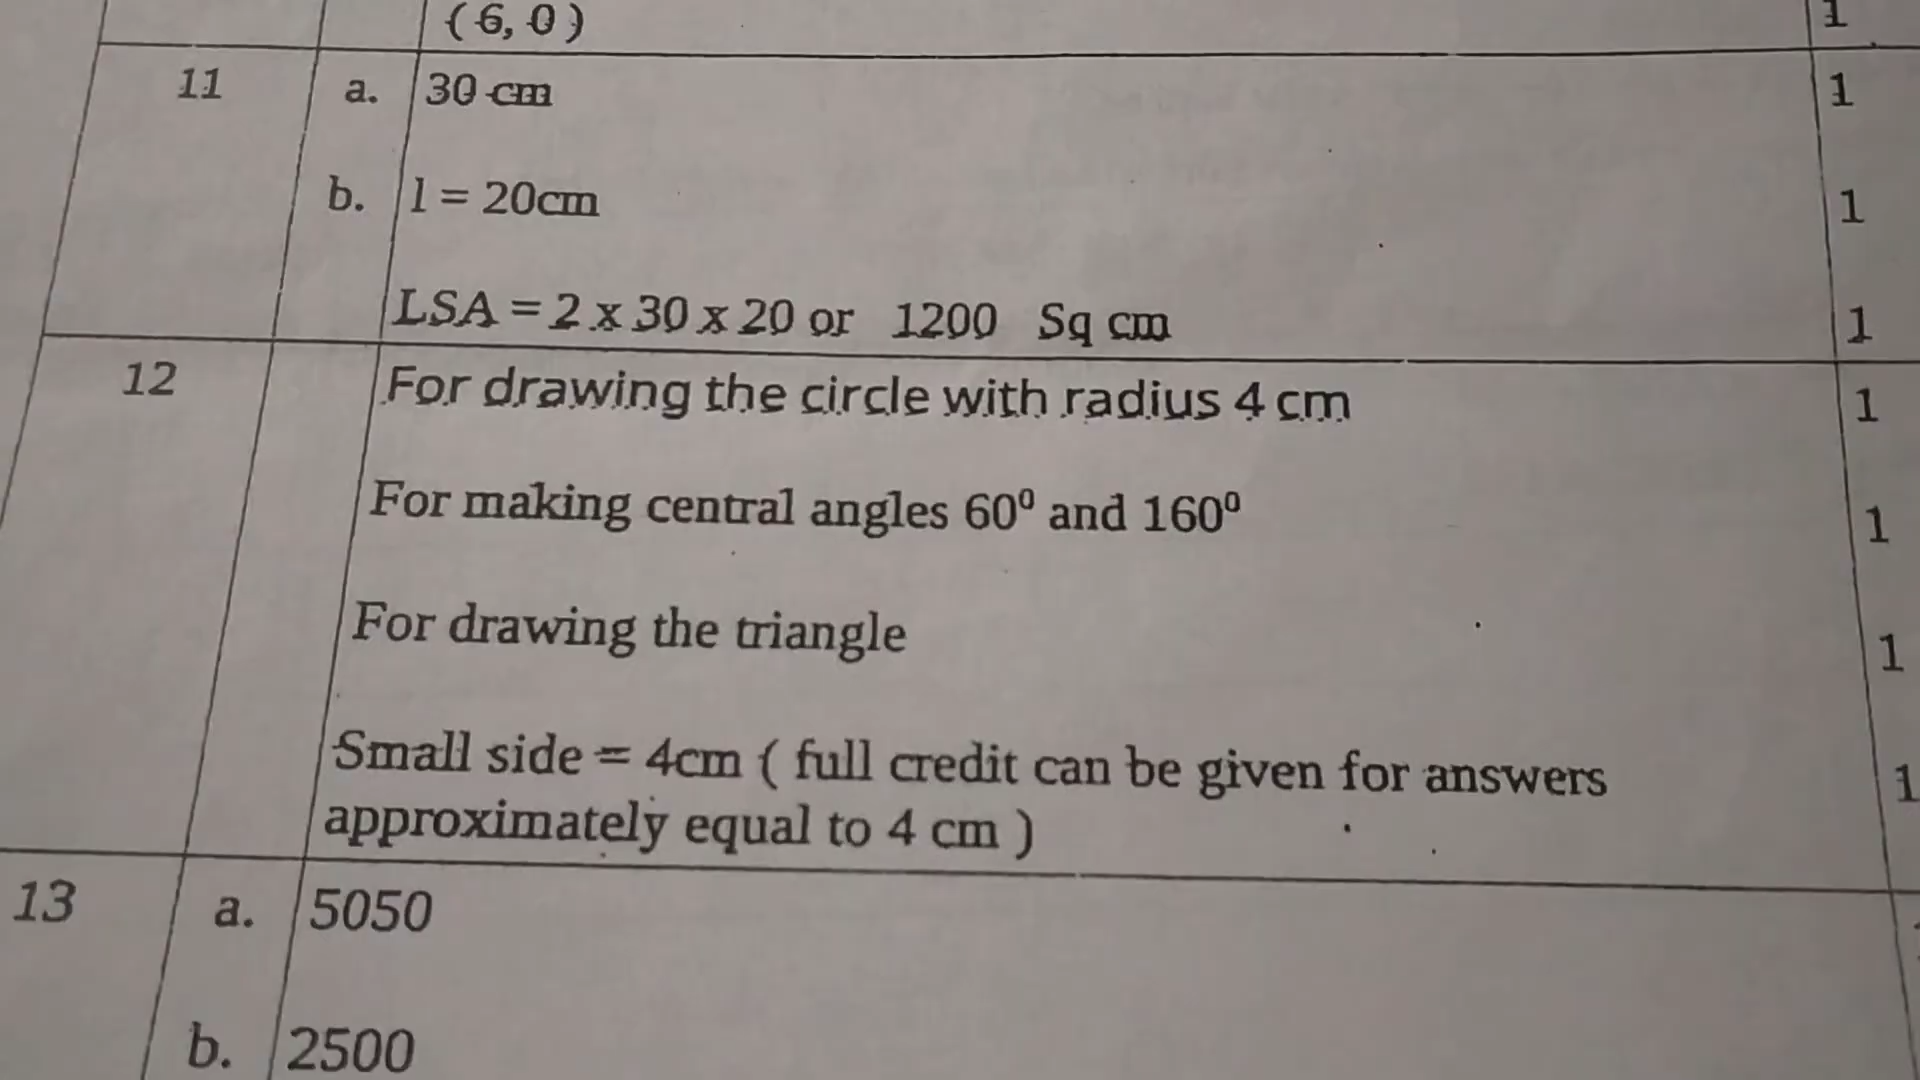 ( 6, 0 ) 1
11 a. 30 cm 1
b. l = 20cm 1
LSA = 2 x 30 x 20 or 1200 Sq cm 1
12 For drawing the circle with radius 4 cm 1
For making central angles 60⁰ and 160⁰ 1
For drawing the triangle 1
Small side = 4cm ( full credit can be given for answers 1
approximately equal to 4 cm )
13 a. 5050
b. 2500